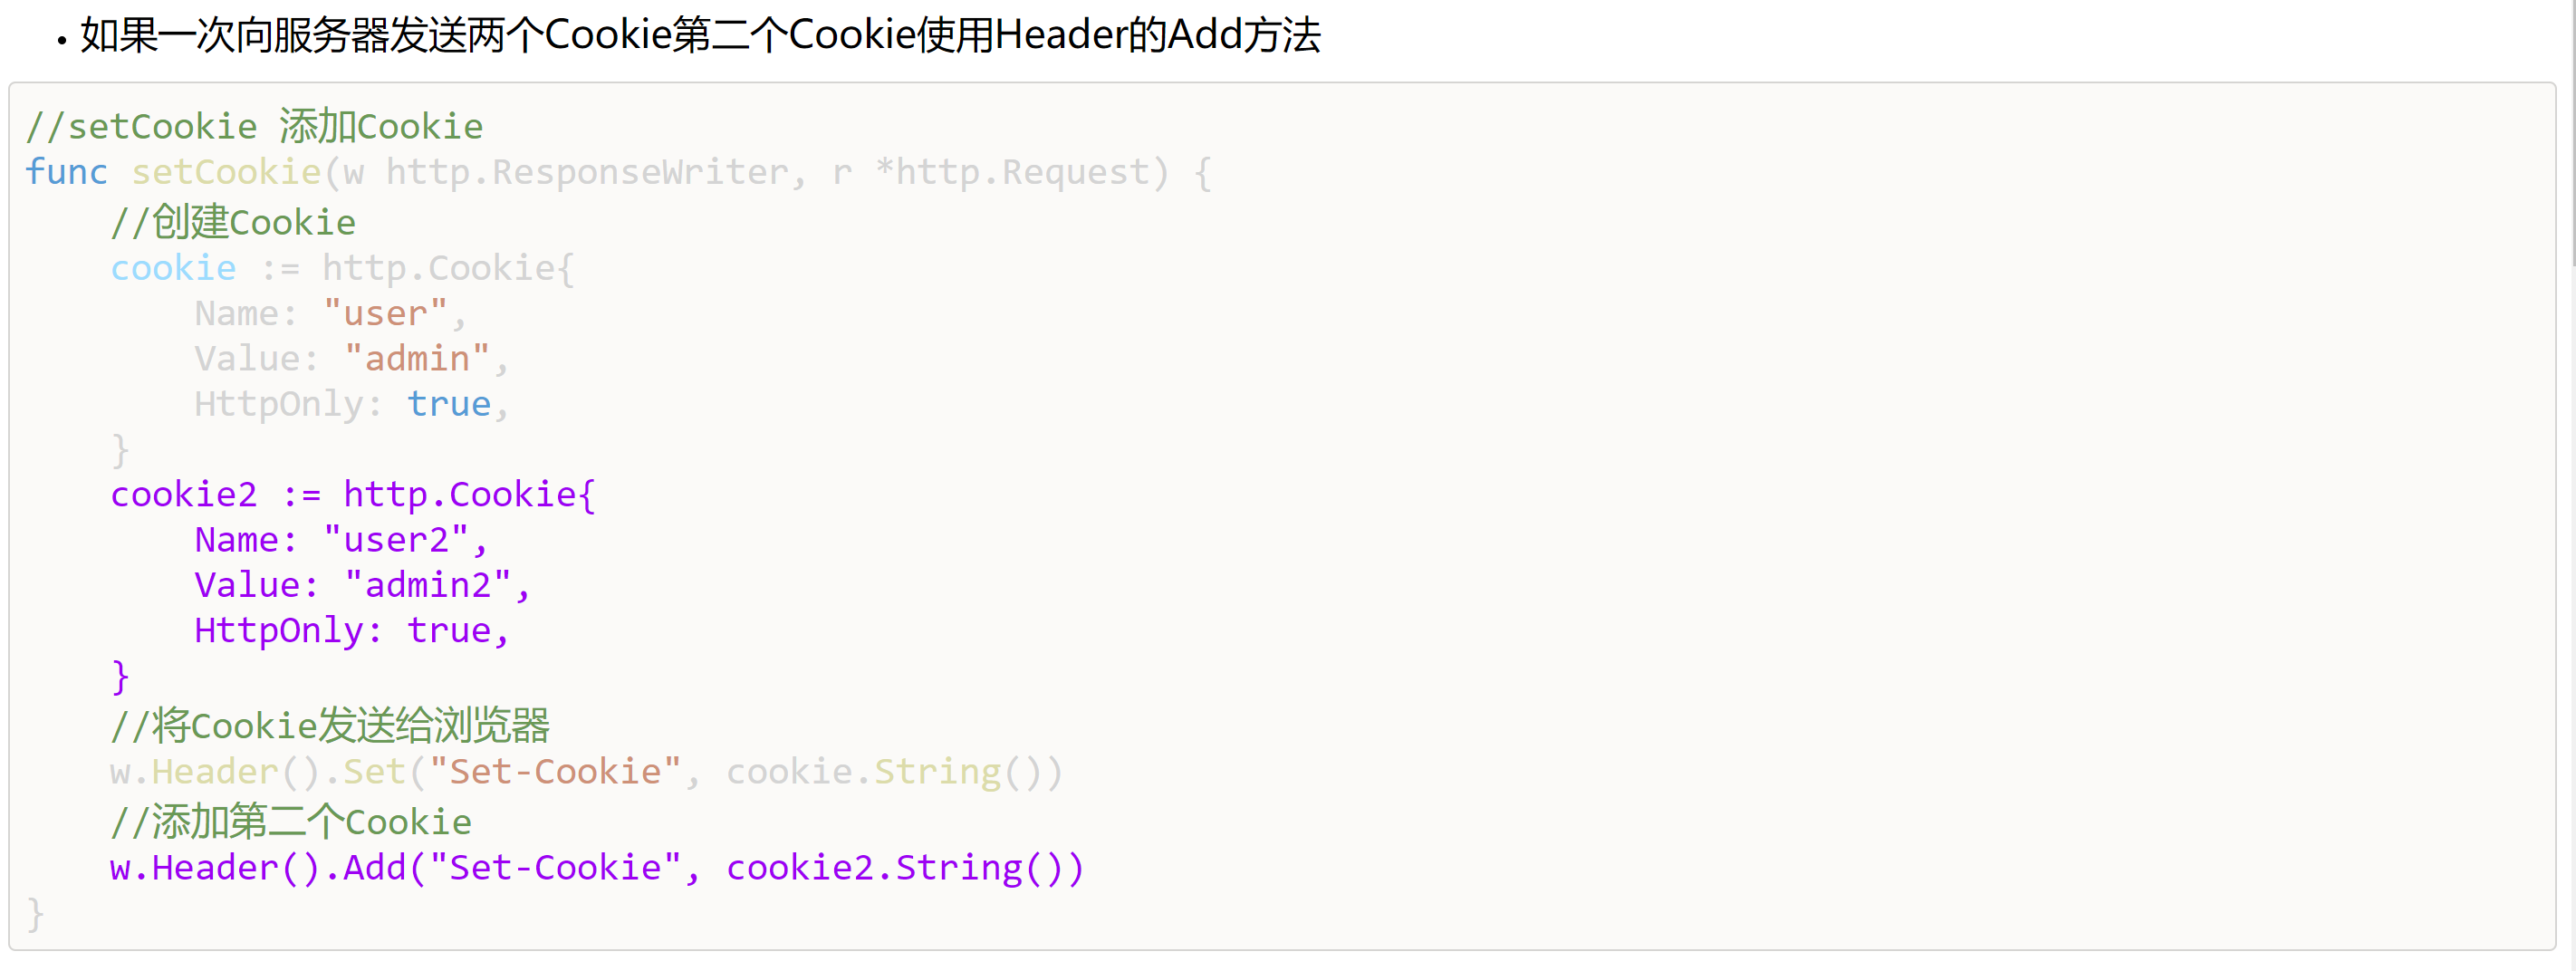 • 如果一次向服务器发送两个Cookie第二个Cookie使用Header的Add方法
//setCookie 添加Cookie
func setCookie(w http.ResponseWriter, r *http.Request) {
    //创建Cookie
    cookie := http.Cookie{
        Name: "user",
        Value: "admin",
        HttpOnly: true,
    }
    cookie2 := http.Cookie{
        Name: "user2",
        Value: "admin2",
        HttpOnly: true,
    }
    //将Cookie发送给浏览器
    w.Header().Set("Set-Cookie", cookie.String())
    //添加第二个Cookie
    w.Header().Add("Set-Cookie", cookie2.String())
}